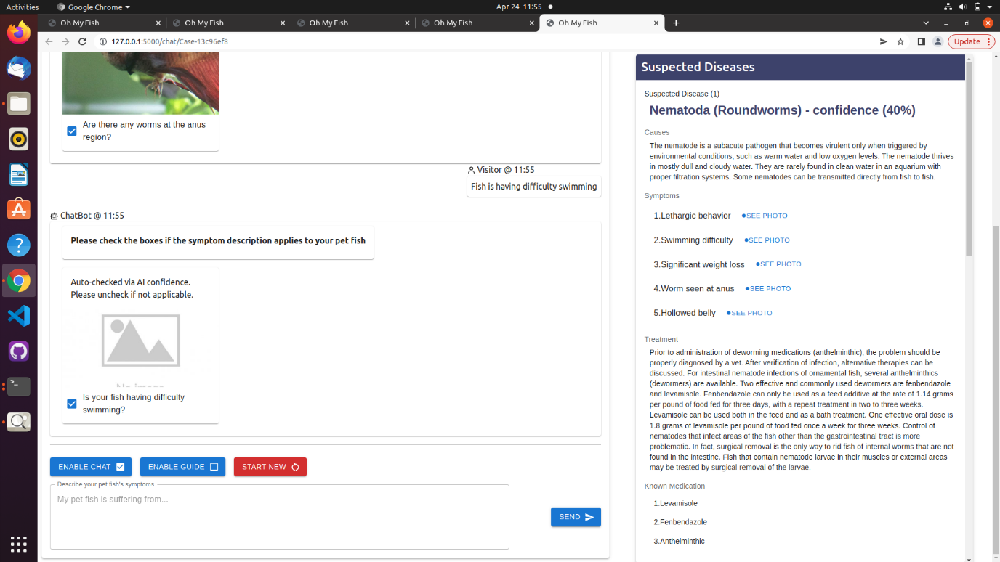 Activities
Google Chrome
Apr 24 11:55
Oh My Fish
Oh My Fish
Oh My Fish
Oh My Fish
Oh My Fish
127.0.0.1:5000/chat/Case-13c96ef8
Update
Are there any worms at the anus
region?
Visitor @ 11:55
Fish is having difficulty swimming
ChatBot @ 11:55
Please check the boxes if the symptom description applies to your pet fish
Auto-checked via AI confidence.
Please uncheck if not applicable.
No image
Is your fish having difficulty
swimming?
ENABLE CHAT
ENABLE GUIDE
START NEW
Describe your pet fish's symptoms
My pet fish is suffering from...
SEND
Suspected Diseases
Suspected Disease (1)
Nematoda (Roundworms) - confidence (40%)
Causes
The nematode is a subacute pathogen that becomes virulent only when triggered by
environmental conditions, such as warm water and low oxygen levels. The nematode thrives
in mostly dull and cloudy water. They are rarely found in clean water in an aquarium with
proper filtration systems. Some nematodes can be transmitted directly from fish to fish.
Symptoms
1.Lethargic behavior SEE PHOTO
2.Swimming difficulty SEE PHOTO
3.Significant weight loss SEE PHOTO
4.Worm seen at anus SEE PHOTO
5.Hollowed belly SEE PHOTO
Treatment
Prior to administration of deworming medications (anthelminthic), the problem should be
properly diagnosed by a vet. After verification of infection, alternative therapies can be
discussed. For intestinal nematode infections of ornamental fish, several anthelminthics
(dewormers) are available. Two effective and commonly used dewormers are fenbendazole
and levamisole. Fenbendazole can only be used as a feed additive at the rate of 1.14 grams
per pound of food fed for three days, with a repeat treatment in two to three weeks.
Levamisole can be used both in the feed and as a bath treatment. One effective oral dose is
1.8 grams of levamisole per pound of food fed once a week for three weeks. Control of
nematodes that infect areas of the fish other than the gastrointestinal tract is more
problematic. In fact, surgical removal is the only way to rid fish of internal worms that are not
found in the intestine. Fish that contain nematode larvae in their muscles or external areas
may be treated by surgical removal of the larvae.
Known Medication
1.Levamisole
2.Fenbendazole
3.Anthelminthic